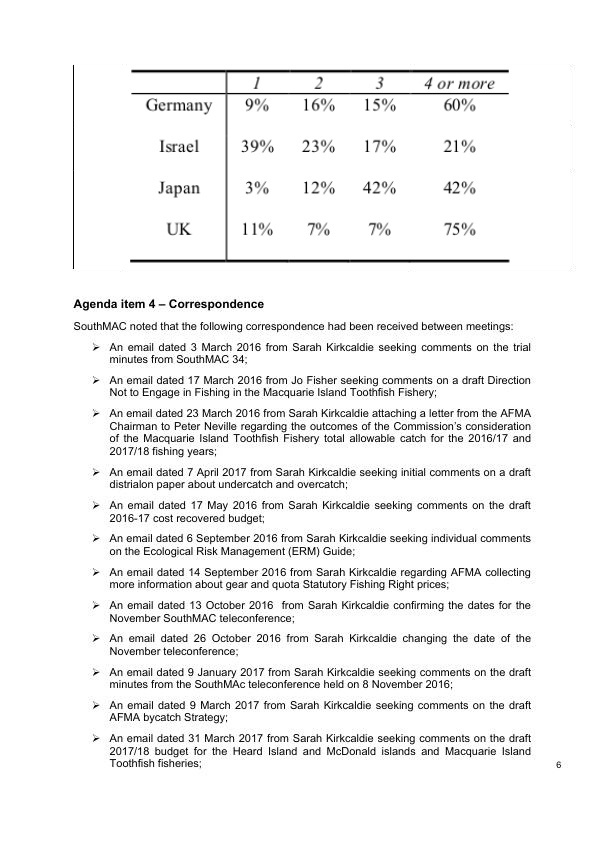 1 2 3 4 or more
Germany 9% 16% 15% 60%
Israel 39% 23% 17% 21%
Japan 3% 12% 42% 42%
UK 11% 7% 7% 75%
Agenda item 4 – Correspondence
SouthMAC noted that the following correspondence had been received between meetings:
➢ An email dated 3 March 2016 from Sarah Kirkcaldie seeking comments on the trial
minutes from SouthMAC 34;
➢ An email dated 17 March 2016 from Jo Fisher seeking comments on a draft Direction
Not to Engage in Fishing in the Macquarie Island Toothfish Fishery;
➢ An email dated 23 March 2016 from Sarah Kirkcaldie attaching a letter from the AFMA
Chairman to Peter Neville regarding the outcomes of the Commission's consideration
of the Macquarie Island Toothfish Fishery total allowable catch for the 2016/17 and
2017/18 fishing years;
➢ An email dated 7 April 2017 from Sarah Kirkcaldie seeking initial comments on a draft
distrialon paper about undercatch and overcatch;
➢ An email dated 17 May 2016 from Sarah Kirkcaldie seeking comments on the draft
2016-17 cost recovered budget;
➢ An email dated 6 September 2016 from Sarah Kirkcaldie seeking individual comments
on the Ecological Risk Management (ERM) Guide;
➢ An email dated 14 September 2016 from Sarah Kirkcaldie regarding AFMA collecting
more information about gear and quota Statutory Fishing Right prices;
➢ An email dated 13 October 2016  from Sarah Kirkcaldie confirming the dates for the
November SouthMAC teleconference;
➢ An email dated 26 October 2016 from Sarah Kirkcaldie changing the date of the
November teleconference;
➢ An email dated 9 January 2017 from Sarah Kirkcaldie seeking comments on the draft
minutes from the SouthMAc teleconference held on 8 November 2016;
➢ An email dated 9 March 2017 from Sarah Kirkcaldie seeking comments on the draft
AFMA bycatch Strategy;
➢ An email dated 31 March 2017 from Sarah Kirkcaldie seeking comments on the draft
2017/18 budget for the Heard Island and McDonald islands and Macquarie Island
Toothfish fisheries;
6